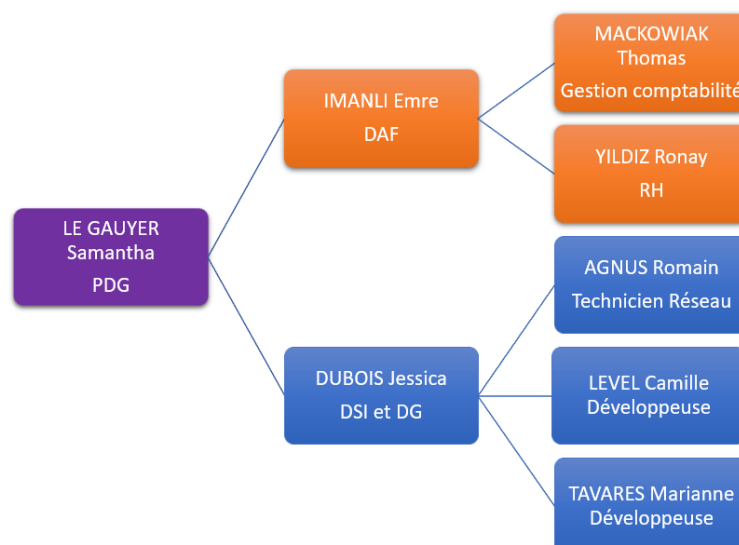 LE GAUYER
Samantha
PDG
IMANLI Emre
DAF
MACKOWIAK
Thomas
Gestion comptabilité
YILDIZ Ronay
RH
DUBOIS Jessica
DSI et DG
AGNUS Romain
Technicien Réseau
LEVEL Camille
Développeuse
TAVARES Marianne
Développeuse